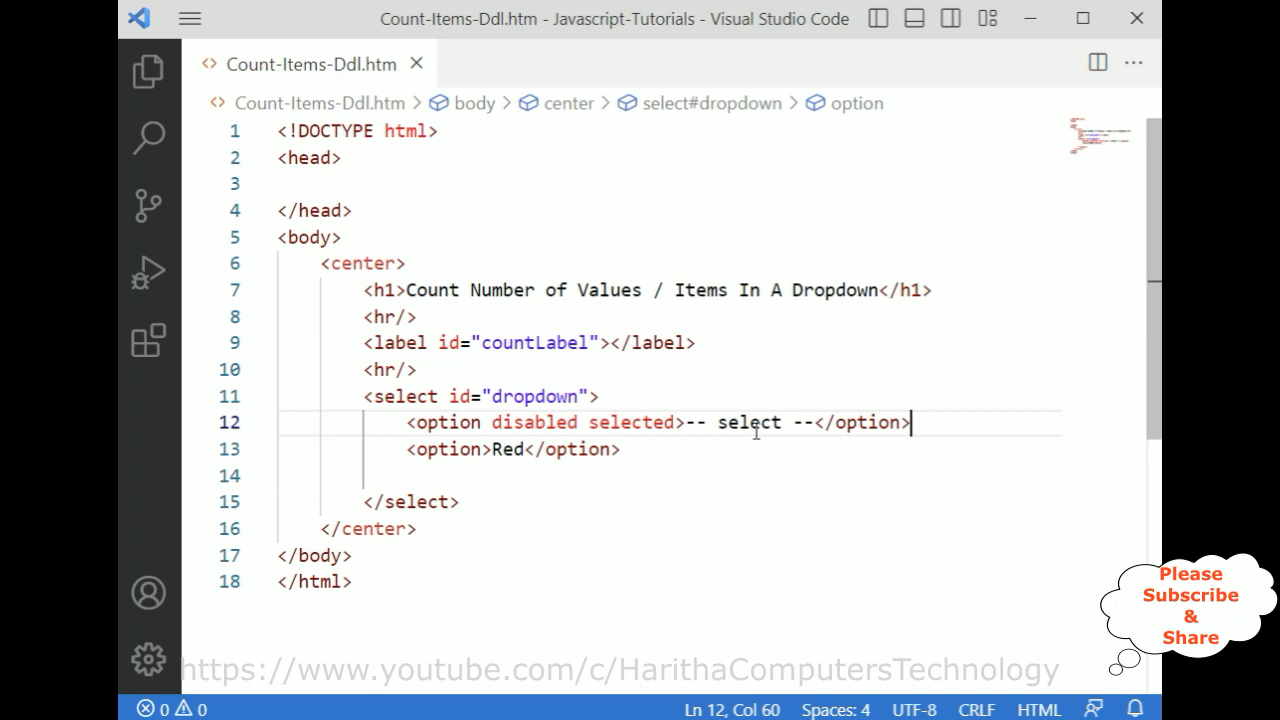 Count-Items-Ddl.htm - Javascript-Tutorials - Visual Studio Code
Count-Items-Ddl.htm
Count-Items-Ddl.htm > body > center > select#dropdown > option
1 <!DOCTYPE html>
2 <head>
3
4 </head>
5 <body>
6 <center>
7 <h1>Count Number of Values / Items In A Dropdown</h1>
8 <hr/>
9 <label id="countLabel"></label>
10 <hr/>
11 <select id="dropdown">
12 <option disabled selected>-- select --</option>
13 <option>Red</option>
14
15 </select>
16 </center>
17 </body>
18 </html>
Please
Subscribe
&
Share
https://www.youtube.com/c/HarithaComputersTechnology
0 0 Ln 12, Col 60 Spaces: 4 UTF-8 CRLF HTML